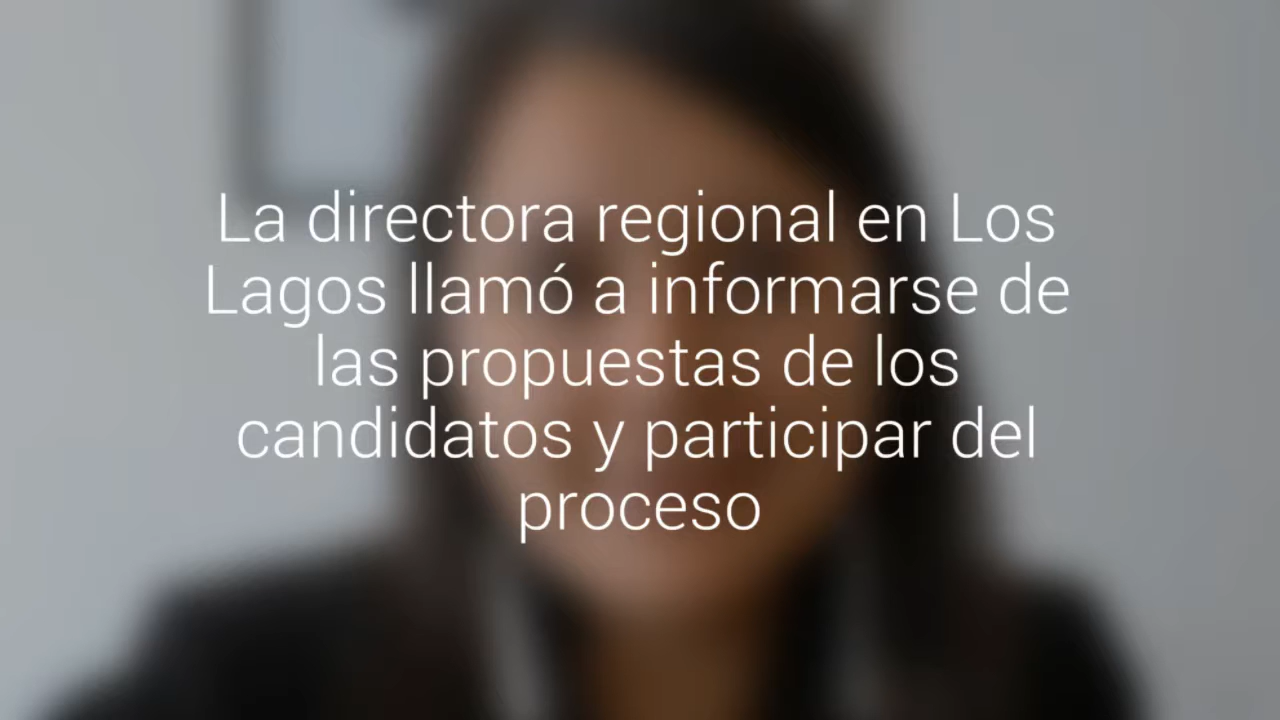 La directora regional en Los
Lagos llamó a informarse de
las propuestas de los
candidatos y participar del
proceso